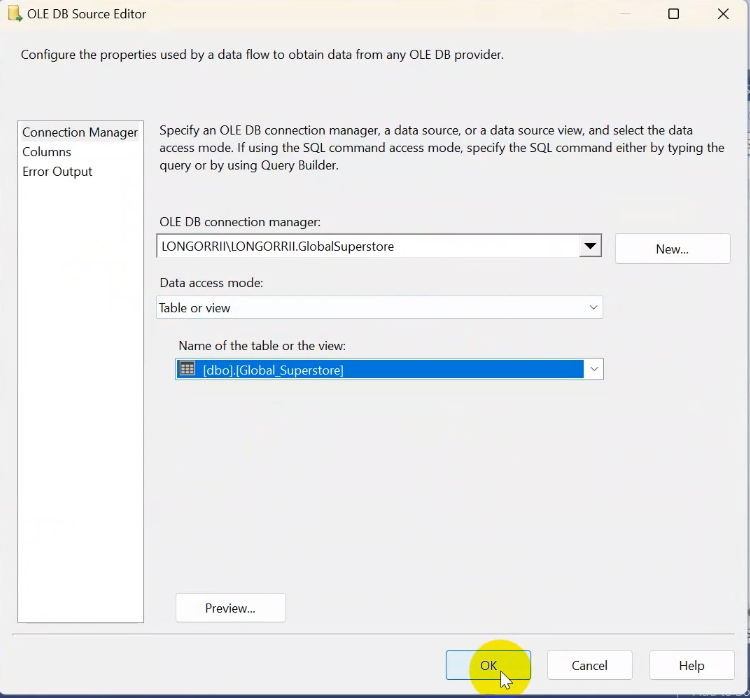 OLE DB Source Editor
Configure the properties used by a data flow to obtain data from any OLE DB provider.
Connection Manager
Columns
Error Output
Specify an OLE DB connection manager, a data source, or a data source view, and select the data
access mode. If using the SQL command access mode, specify the SQL command either by typing the
query or by using Query Builder.
OLE DB connection manager:
LONGORRII\LONGORRII.GlobalSuperstore
New...
Data access mode:
Table or view
Name of the table or the view:
[dbo].[Global_Superstore]
Preview...
OK
Cancel
Help